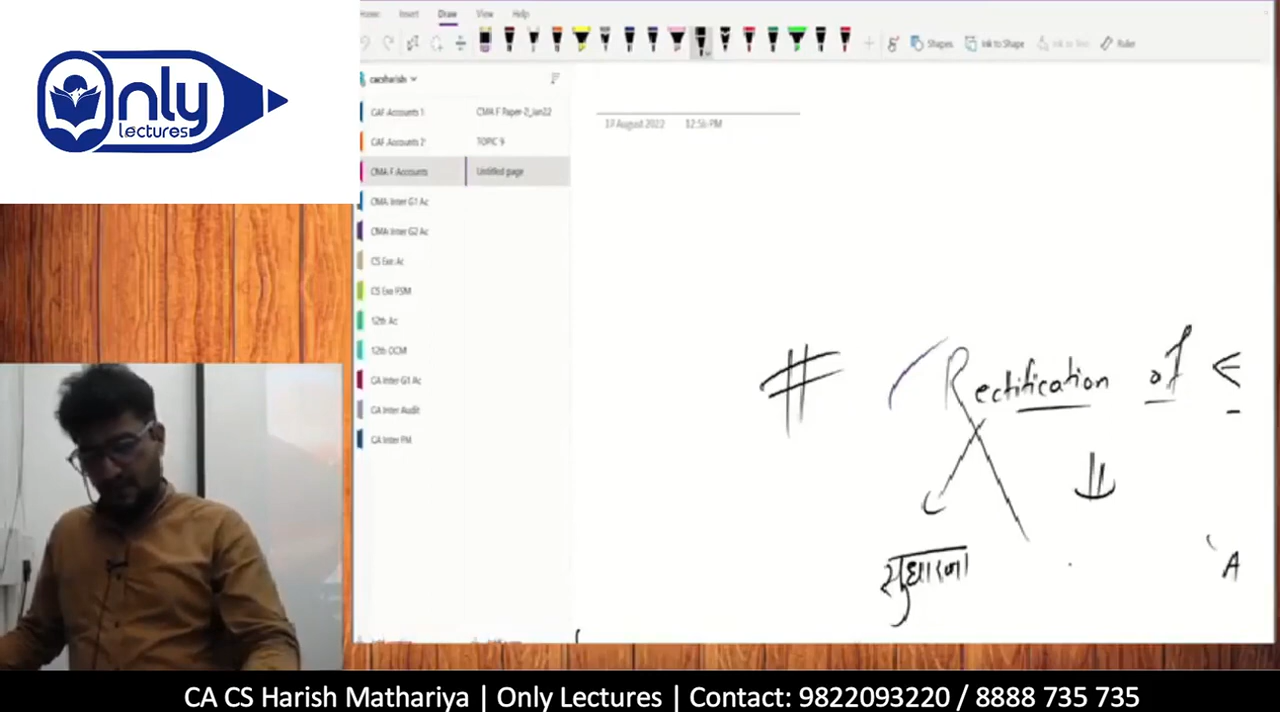 Only
Lectures
Home Insert Draw View Help
Shapes Ink to Shape Ruler
cacsharish
CAF Accounts 1
CAF Accounts 2
CMA F Accounts
CMA Inter G1 Ac
CMA Inter G2 Ac
CS Exe Ac
CS Exe PSM
12th Ac
12th OCM
CA Inter G1 Ac
CA Inter Audit
CA Inter PM
CMA F Paper-2_Jan22
TOPIC 9
Untitled page
17 August 2022 12:56 PM
# Rectification of E
सुधारना
A
CA CS Harish Mathariya | Only Lectures | Contact: 9822093220 / 8888 735 735